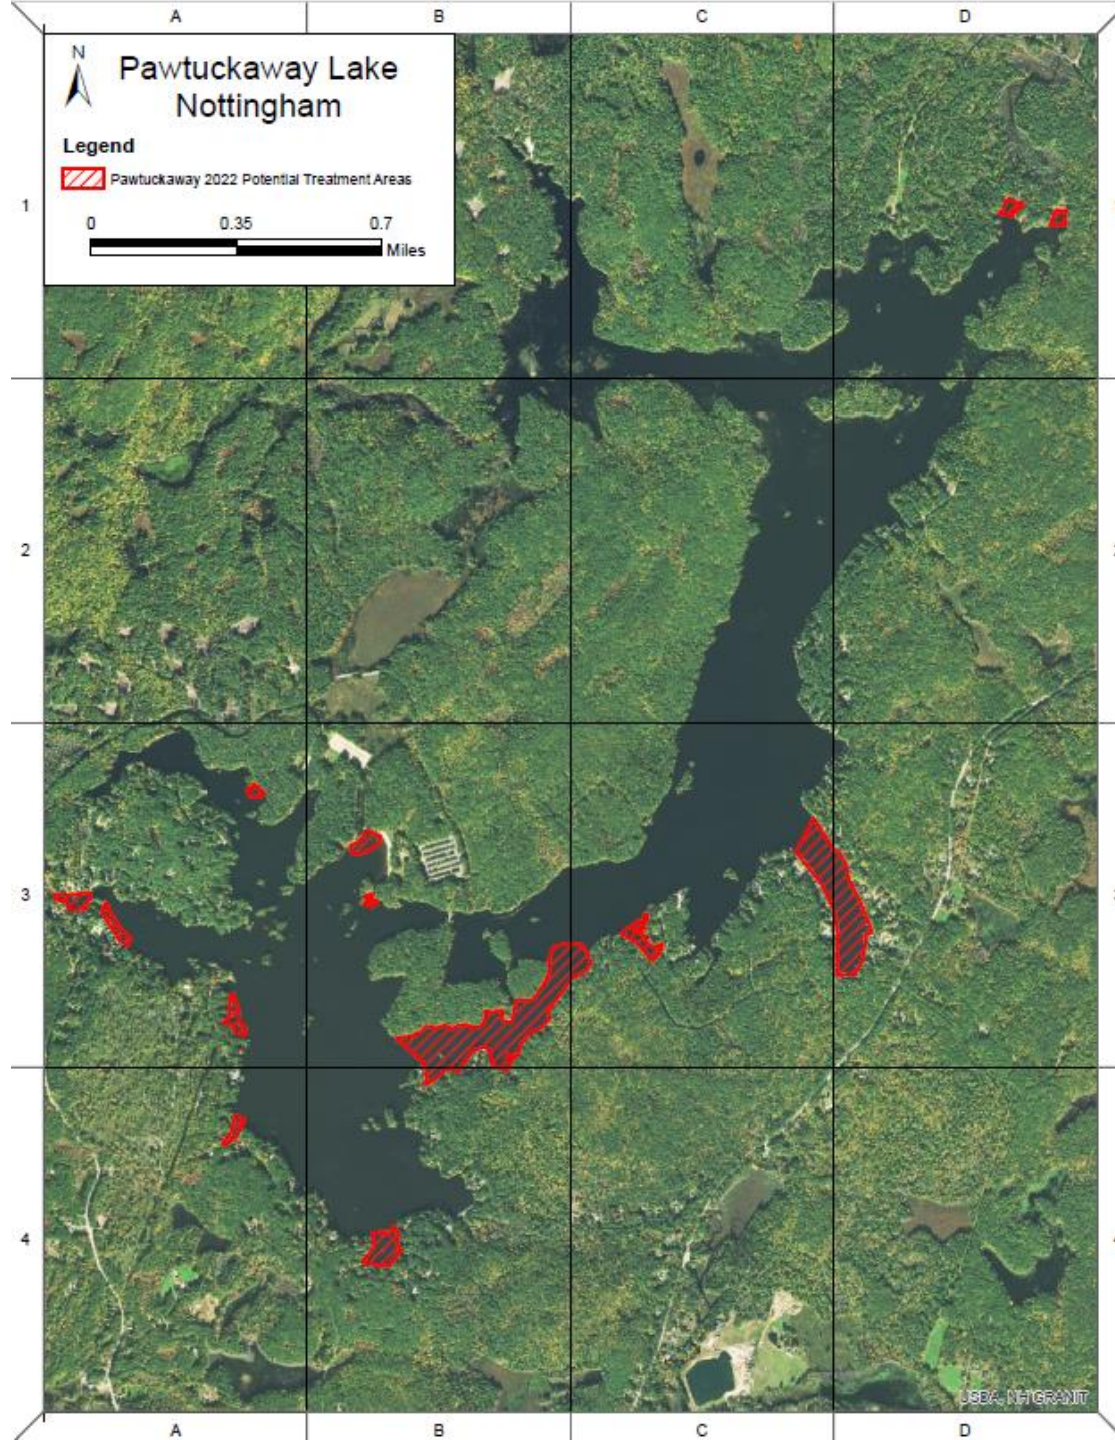 A B C D
N
Pawtuckaway Lake
Nottingham
Legend
Pawtuckaway 2022 Potential Treatment Areas
0 0.35 0.7
Miles
1
2
3
4
USDA, NH GRANIT
A B C D